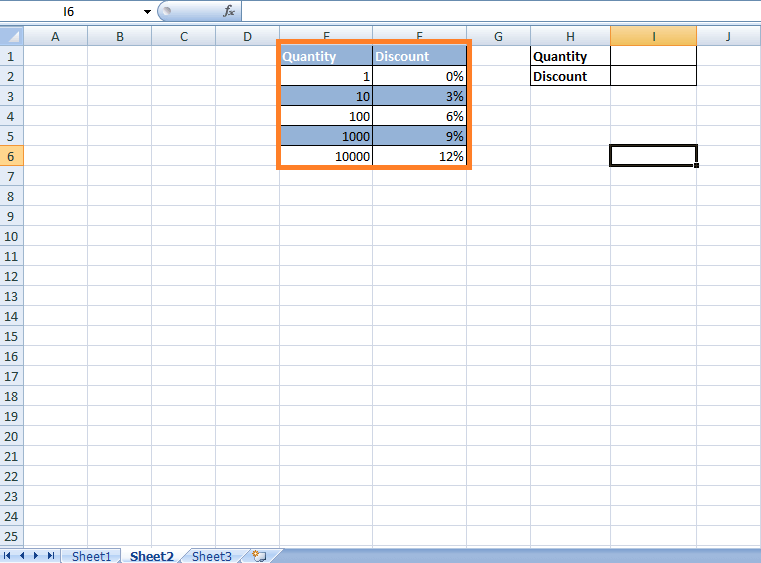 I6 fx
A B C D E F G H I J
1 Quantity Discount Quantity
2 1 0% Discount
3 10 3%
4 100 6%
5 1000 9%
6 10000 12%
7
8
9
10
11
12
13
14
15
16
17
18
19
20
21
22
23
24
25
Sheet1 Sheet2 Sheet3